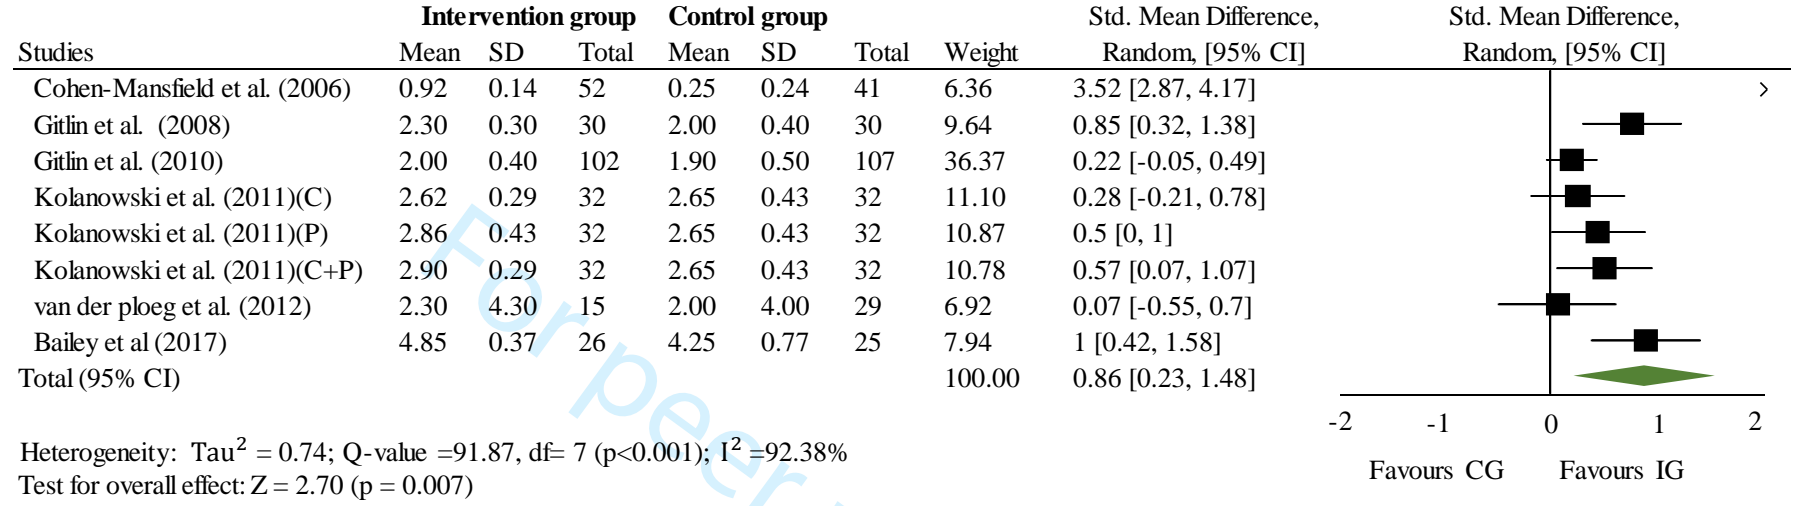 Intervention group Control group Std. Mean Difference, Std. Mean Difference,
Studies Mean SD Total Mean SD Total Weight Random, [95% CI] Random, [95% CI]
Cohen-Mansfield et al. (2006) 0.92 0.14 52 0.25 0.24 41 6.36 3.52 [2.87, 4.17]
Gitlin et al. (2008) 2.30 0.30 30 2.00 0.40 30 9.64 0.85 [0.32, 1.38]
Gitlin et al. (2010) 2.00 0.40 102 1.90 0.50 107 36.37 0.22 [-0.05, 0.49]
Kolanowski et al. (2011)(C) 2.62 0.29 32 2.65 0.43 32 11.10 0.28 [-0.21, 0.78]
Kolanowski et al. (2011)(P) 2.86 0.43 32 2.65 0.43 32 10.87 0.5 [0, 1]
Kolanowski et al. (2011)(C+P) 2.90 0.29 32 2.65 0.43 32 10.78 0.57 [0.07, 1.07]
van der ploeg et al. (2012) 2.30 4.30 15 2.00 4.00 29 6.92 0.07 [-0.55, 0.7]
Bailey et al (2017) 4.85 0.37 26 4.25 0.77 25 7.94 1 [0.42, 1.58]
Total (95% CI) 100.00 0.86 [0.23, 1.48]
-2 -1 0 1 2
Heterogeneity: Tau² = 0.74; Q-value =91.87, df= 7 (p<0.001); I² =92.38%
Favours CG Favours IG
Test for overall effect: Z = 2.70 (p = 0.007)
For peer